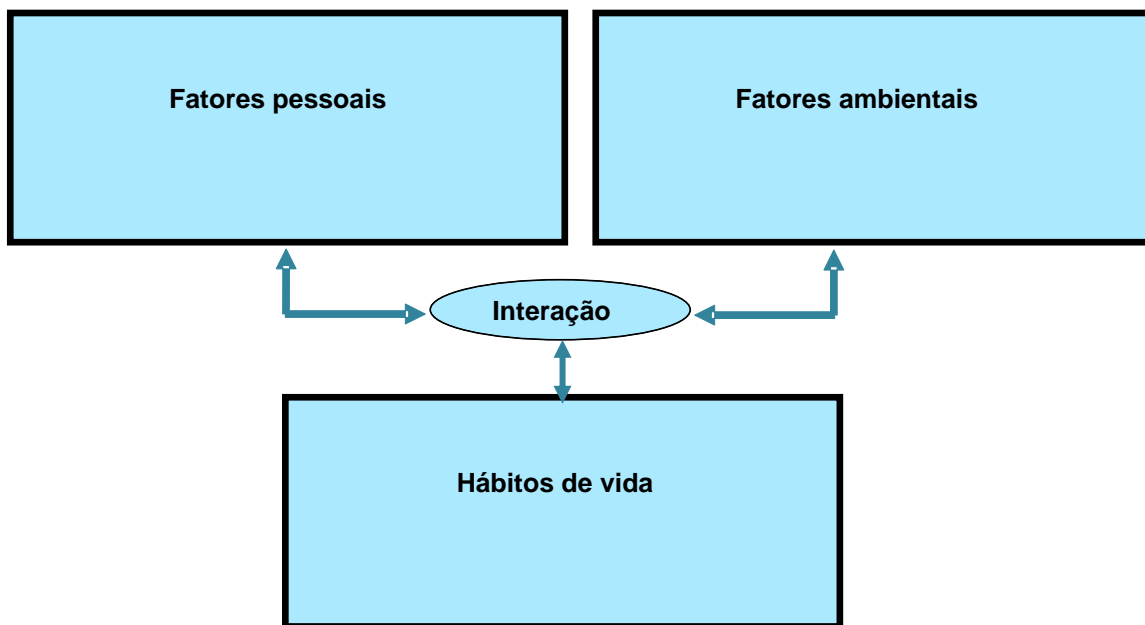 Fatores pessoais
Fatores ambientais
Interação
Hábitos de vida